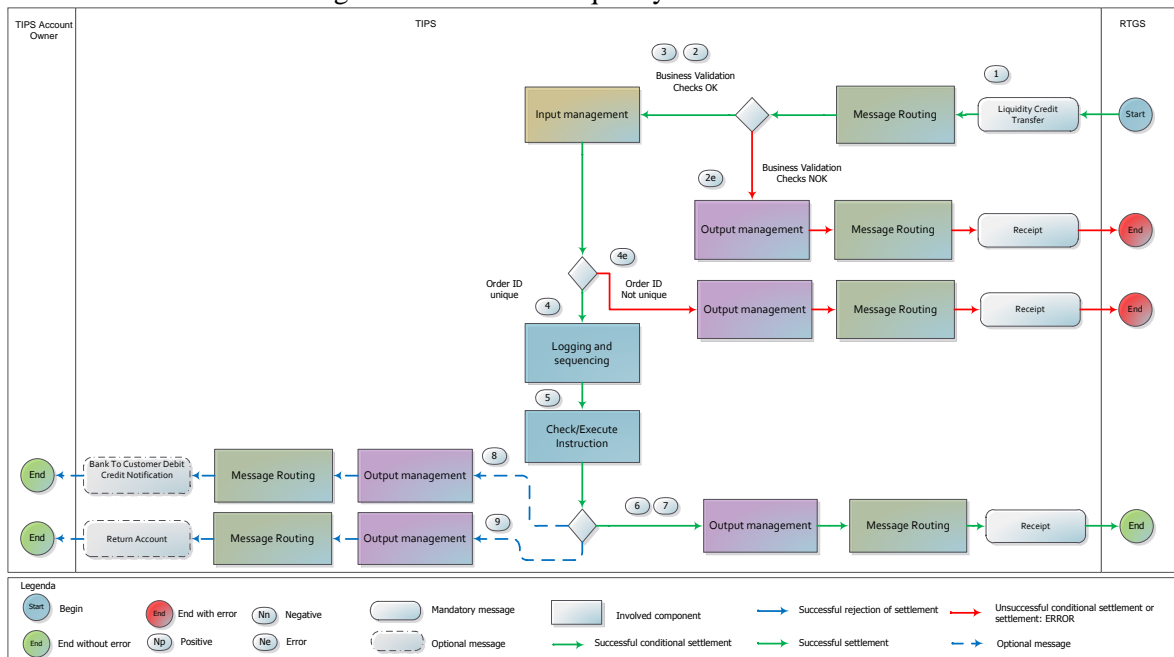 TIPS Account
Owner
TIPS
RTGS
3
2
1
Business Validation
Checks OK
Input management
Message Routing
Liquidity Credit
Transfer
Start
Business Validation
Checks NOK
2e
Output management
Message Routing
Receipt
End
4e
Order ID
unique
Order ID
Not unique
4
Output management
Message Routing
Receipt
End
Logging and
sequencing
5
Check/Execute
Instruction
8
End
Bank To Customer Debit
Credit Notification
Message Routing
Output management
6
7
Output management
Message Routing
Receipt
End
9
End
Return Account
Message Routing
Output management
Legenda
Start
Begin
End
End with error
Nn
Negative
Mandatory message
Involved component
Successful rejection of settlement
Unsuccessful conditional settlement or
settlement: ERROR
End
End without error
Np
Positive
Ne
Error
Optional message
Successful conditional settlement
Successful settlement
Optional message